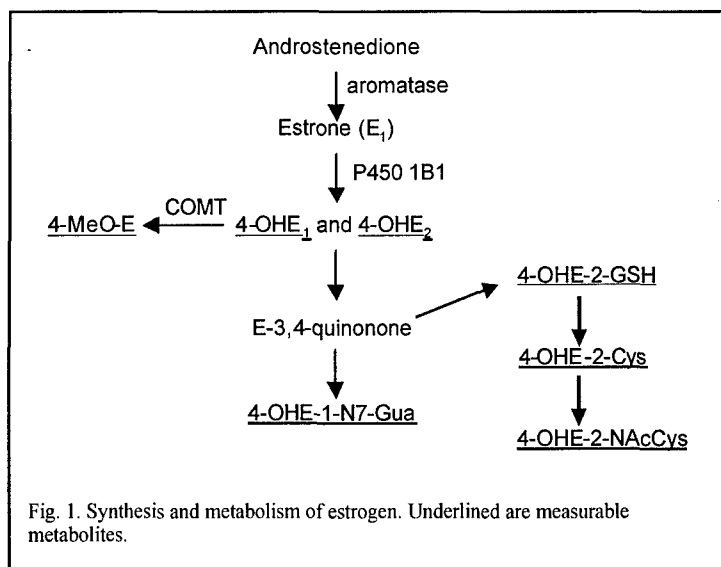 Androstenedione
aromatase
Estrone (E1)
P450 1B1
COMT
4-MeO-E
4-OHE1 and 4-OHE2
E-3,4-quinonone
4-OHE-1-N7-Gua
4-OHE-2-GSH
4-OHE-2-Cys
4-OHE-2-NAcCys
Fig. 1. Synthesis and metabolism of estrogen. Underlined are measurable
metabolites.